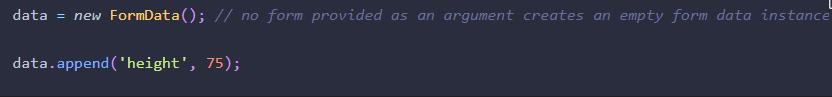 data = new FormData(); // no form provided as an argument creates an empty form data instance
data.append('height', 75);